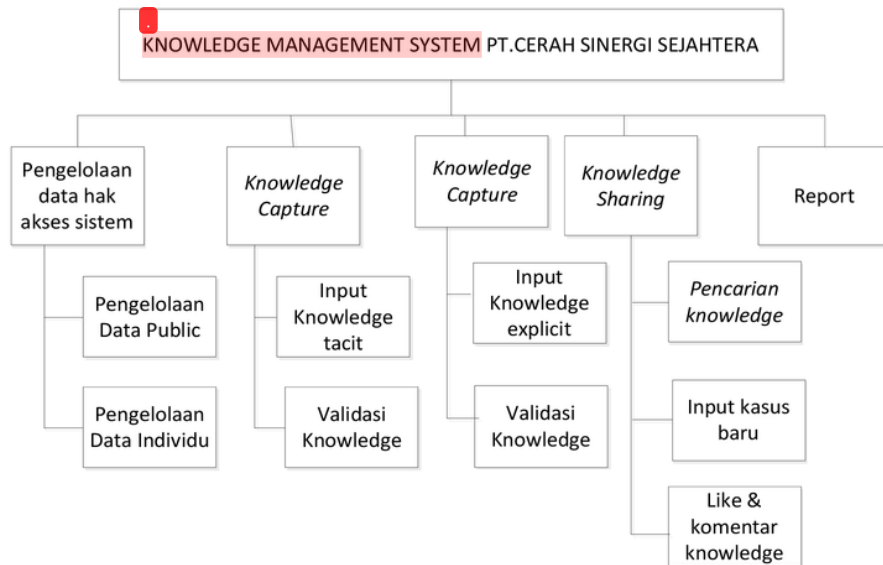 KNOWLEDGE MANAGEMENT SYSTEM PT.CERAH SINERGI SEJAHTERA
Pengelolaan
data hak
akses sistem
Knowledge
Capture
Knowledge
Capture
Knowledge
Sharing
Report
Pengelolaan
Data Public
Input
Knowledge
tacit
Input
Knowledge
explicit
Pencarian
knowledge
Pengelolaan
Data Individu
Validasi
Knowledge
Validasi
Knowledge
Input kasus
baru
Like &
komentar
knowledge